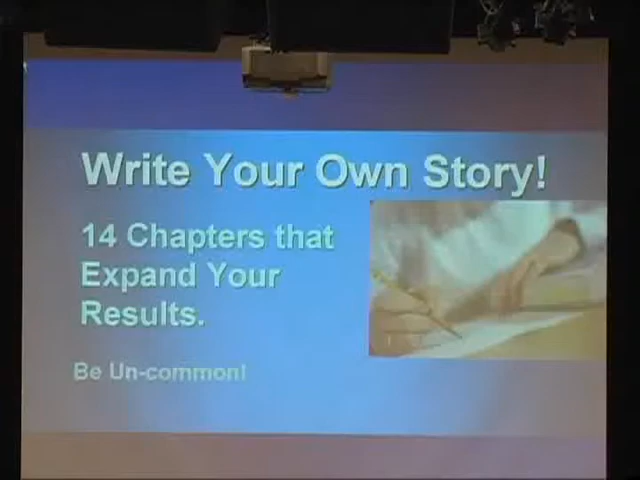 Write Your Own Story!
14 Chapters that
Expand Your
Results.
Be Un-common!